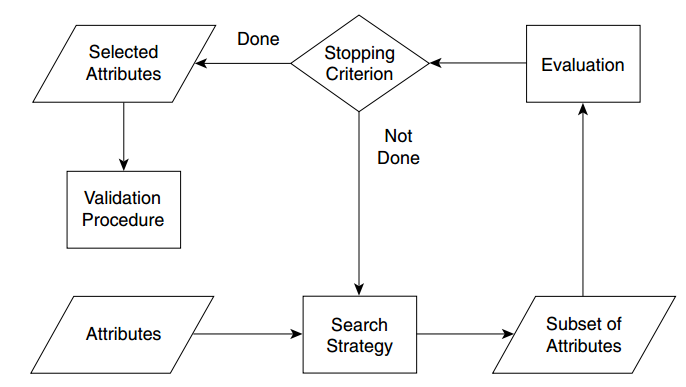 Selected
Attributes
Done
Stopping
Criterion
Evaluation
Not
Done
Validation
Procedure
Attributes
Search
Strategy
Subset of
Attributes